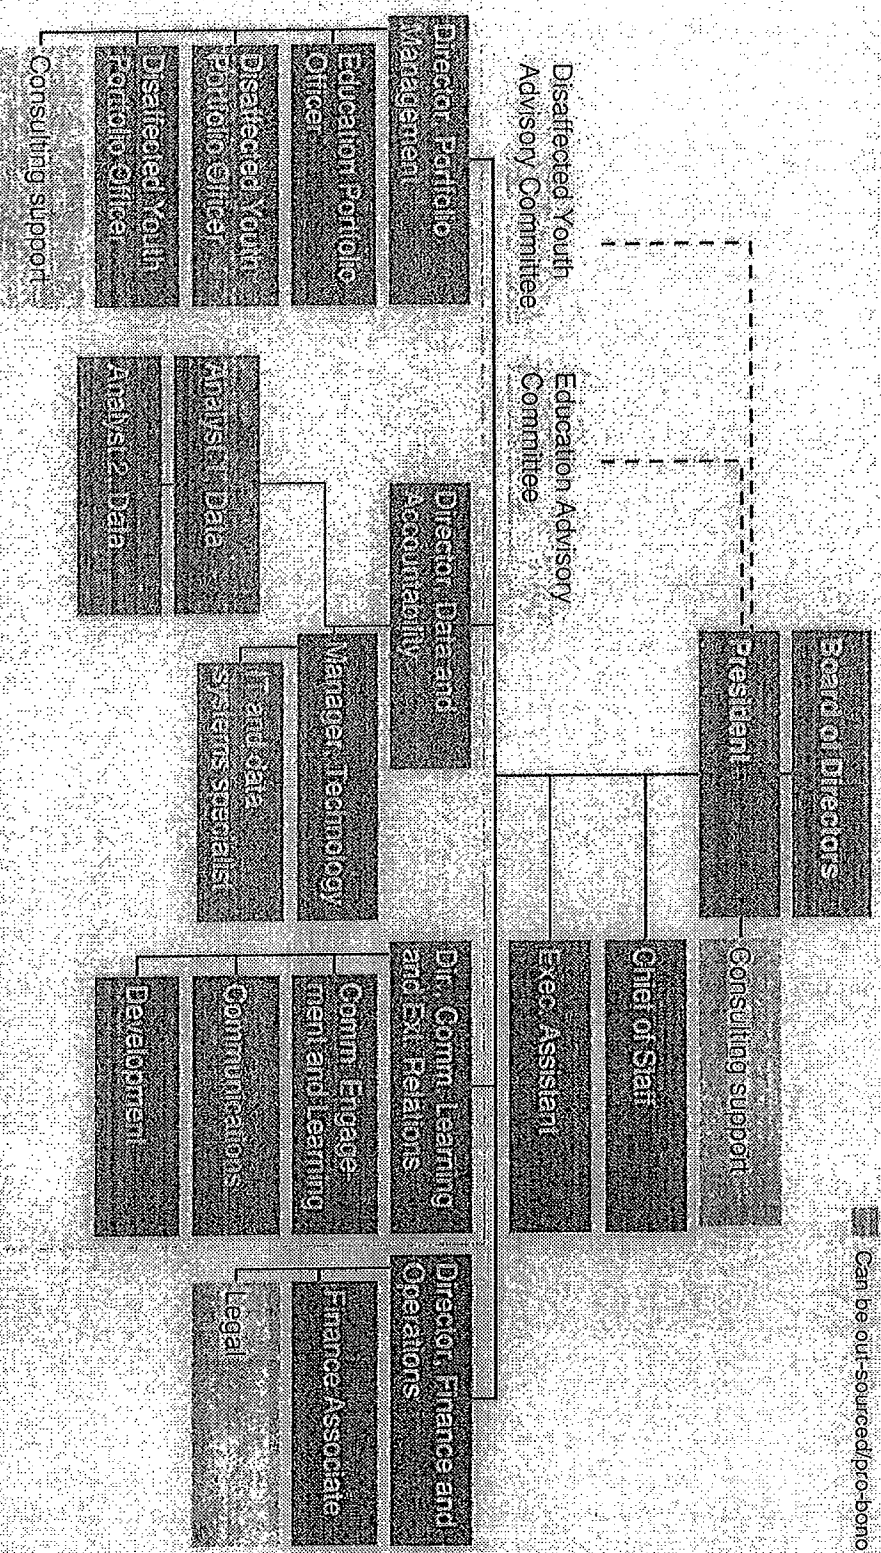 Can be out-sourced/pro-bono
Board of Directors
President
Consulting support
Chief of Staff
Exec. Assistant
Disaffected Youth
Advisory Committee
Education Advisory
Committee
Director, Portfolio
Management
Education Portfolio
Officer
Disaffected Youth
Portfolio Officer
Disaffected Youth
Portfolio Officer
Consulting support
Director, Data and
Accountability
Manager, Technology
IT and data
systems specialist
Analyst 1, Data
Analyst 2, Data
Dir., Comm. Learning
and Ext. Relations
Comm. Engage-
ment and Learning
Communications
Development
Director, Finance and
Operations
Finance Associate
Legal